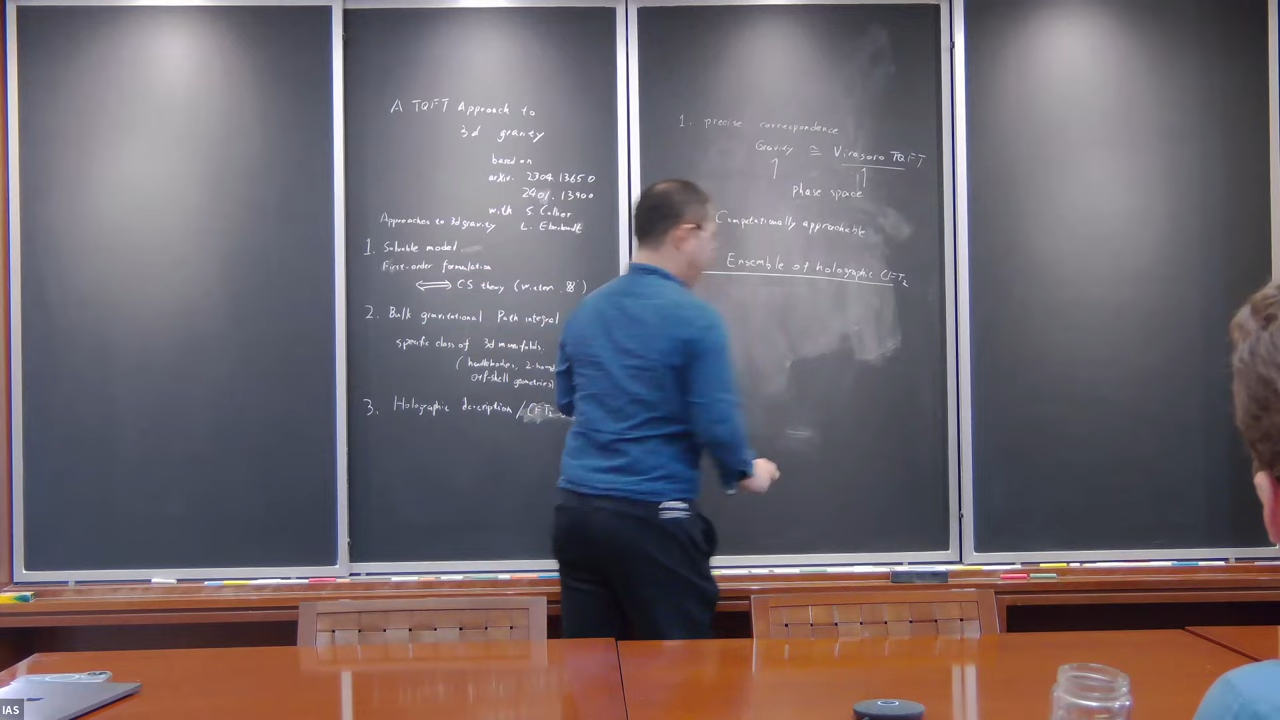 A TQFT Approach to
3d gravity
based on
arxiv. 2304.13650
2401.13900
with S. Collier
L. Eberhardt
Approaches to 3d gravity
1. Solvable model
First-order formulation
⟺ CS theory (Witten 88)
2. Bulk gravitational Path integral
specific class of 3d manifolds.
(handlebodies,
off-shell geometries)
3. Holographic description / CFT₂
1. precise correspondence
Gravity ≅ Virasoro TQFT
↑ ↑
phase space
Computationally approachable
Ensemble of holographic CFT₂
IAS